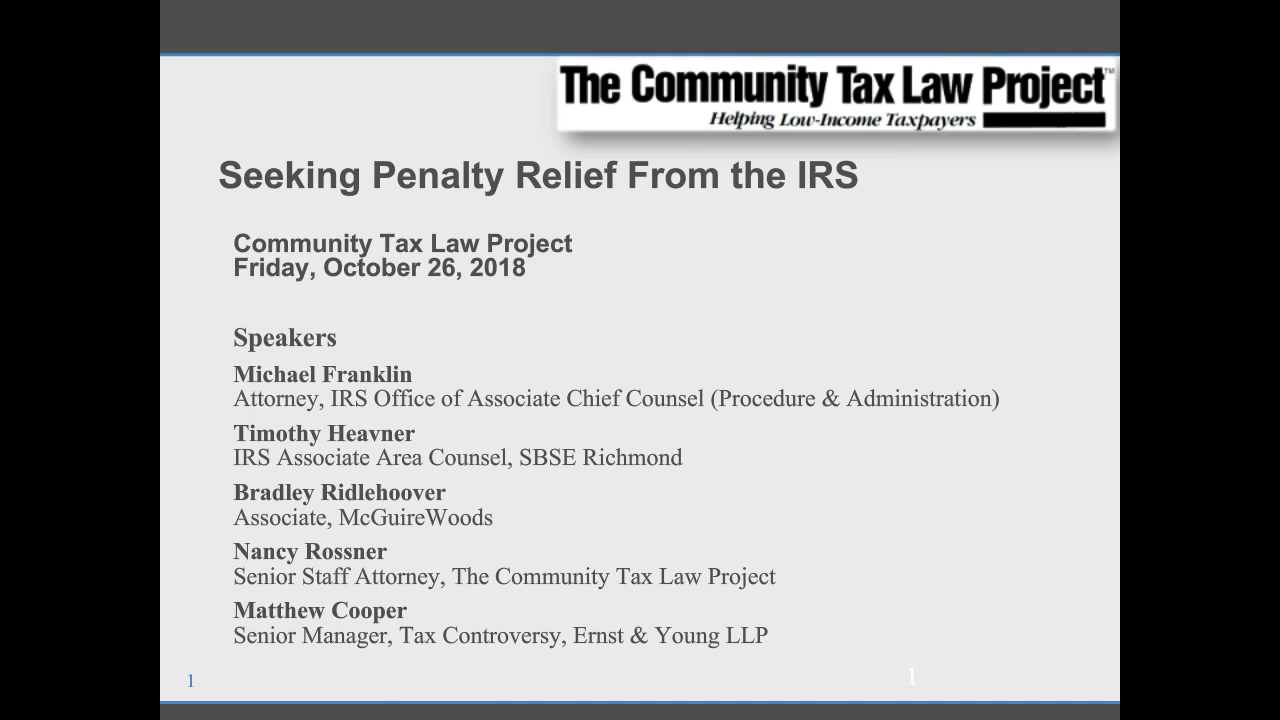 The Community Tax Law Project™
Helping Low-Income Taxpayers
Seeking Penalty Relief From the IRS
Community Tax Law Project
Friday, October 26, 2018
Speakers
Michael Franklin
Attorney, IRS Office of Associate Chief Counsel (Procedure & Administration)
Timothy Heavner
IRS Associate Area Counsel, SBSE Richmond
Bradley Ridlehoover
Associate, McGuireWoods
Nancy Rossner
Senior Staff Attorney, The Community Tax Law Project
Matthew Cooper
Senior Manager, Tax Controversy, Ernst & Young LLP
1
1